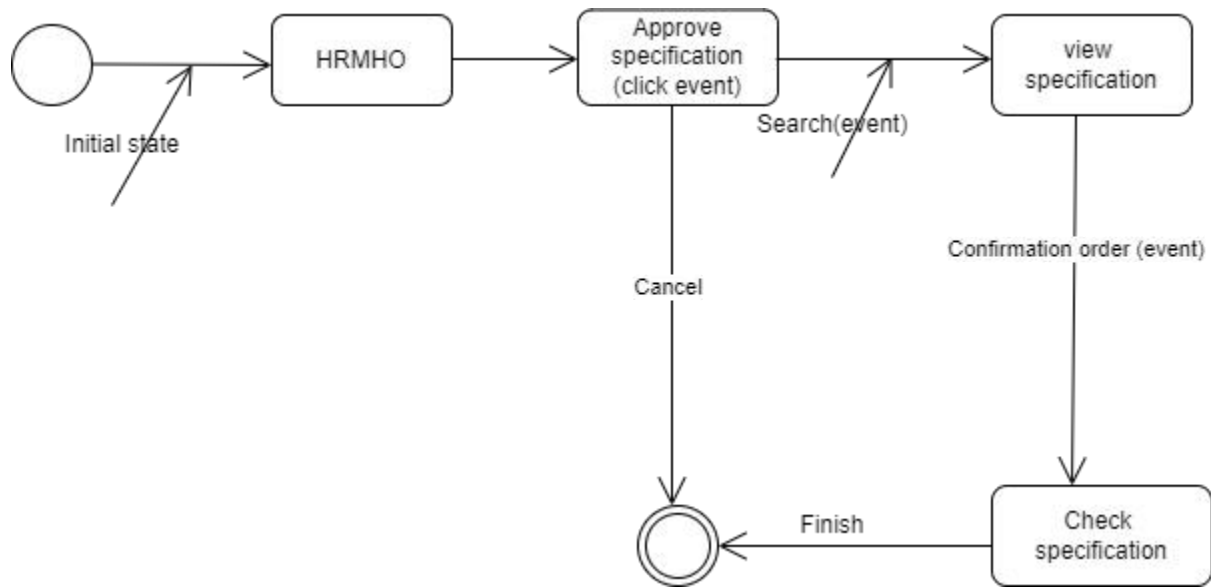 HRMHO
Approve
specification
(click event)
view
specification
Initial state
Search(event)
Confirmation order (event)
Cancel
Finish
Check
specification